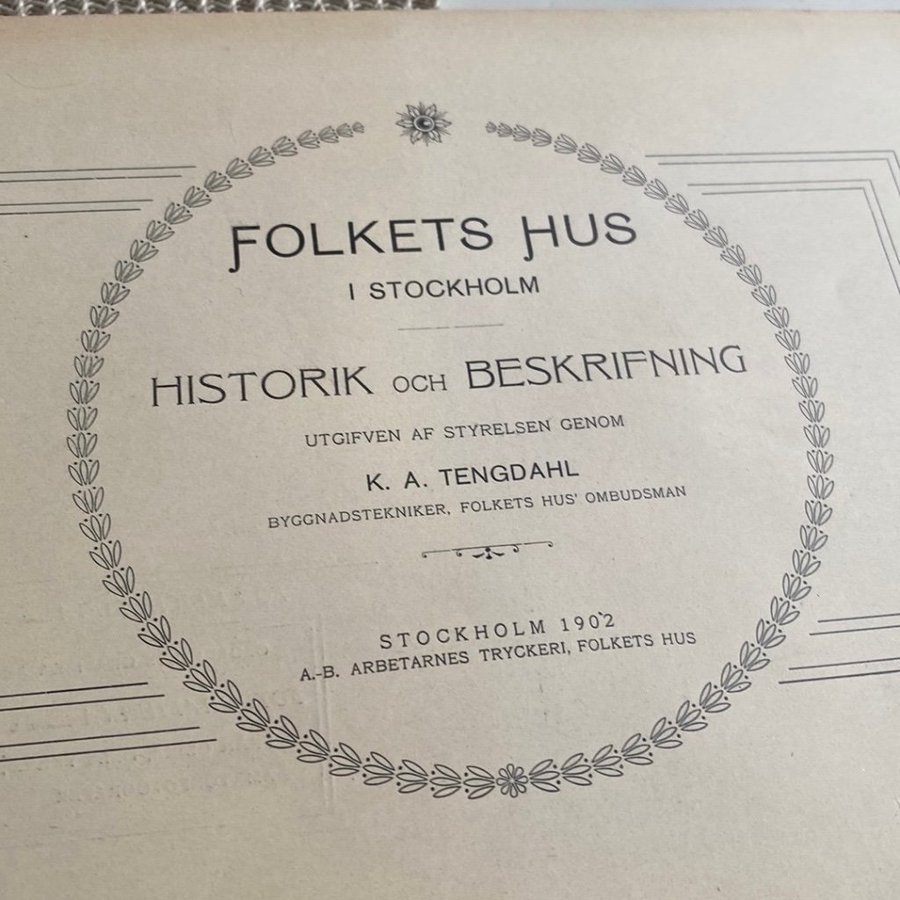 FOLKETS HUS
I STOCKHOLM
HISTORIK OCH BESKRIFNING
UTGIFVEN AF STYRELSEN GENOM
K. A. TENGDAHL
BYGGNADSTEKNIKER, FOLKETS HUS' OMBUDSMAN
STOCKHOLM 1902
A.-B. ARBETARNES TRYCKERI, FOLKETS HUS